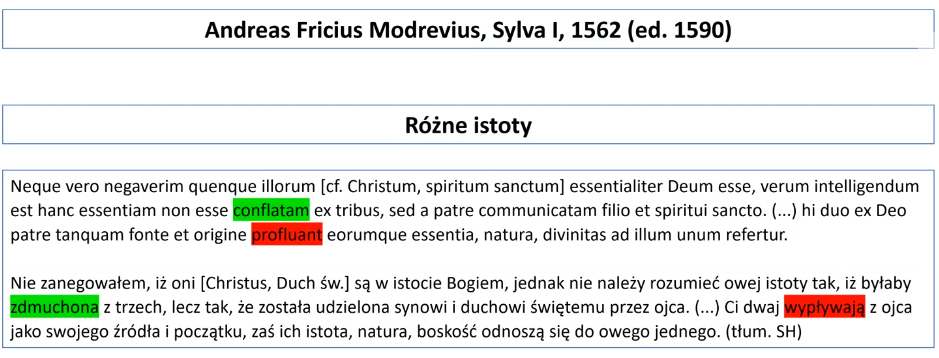 Andreas Fricius Modrevius, Sylva I, 1562 (ed. 1590)
Różne istoty
Neque vero negaverim quenque illorum [cf. Christum, spiritum sanctum] essentialiter Deum esse, verum intelligendum
est hanc essentiam non esse conflatam ex tribus, sed a patre communicatam filio et spiritui sancto. (...) hi duo ex Deo
patre tanquam fonte et origine profluant eorumque essentia, natura, divinitas ad illum unum refertur.
Nie zanegowałem, iż oni [Christus, Duch św.] są w istocie Bogiem, jednak nie należy rozumieć owej istoty tak, iż byłaby
zdmuchona z trzech, lecz tak, że została udzielona synowi i duchowi świętemu przez ojca. (...) Ci dwaj wypływają z ojca
jako swojego źródła i początku, zaś ich istota, natura, boskość odnoszą się do owego jednego. (tłum. SH)